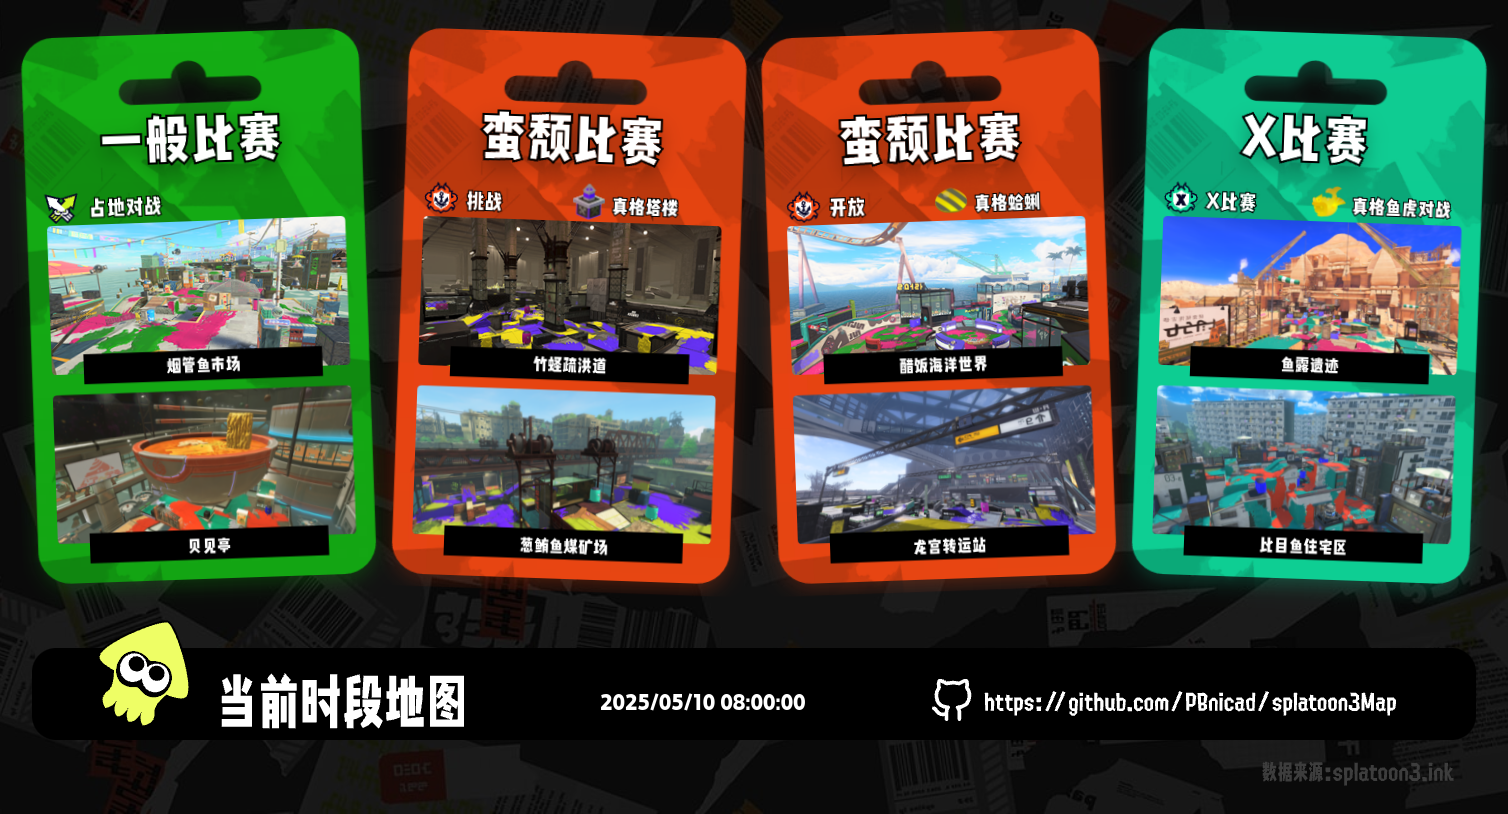 一般比赛
占地对战
烟管鱼市场
贝见亭
蛮颓比赛
挑战
真格塔楼
竹蛏疏洪道
葱鲔鱼煤矿场
蛮颓比赛
开放
真格蛤蜊
醋饭海洋世界
龙宫转运站
X比赛
X比赛
真格鱼虎对战
鱼露遗迹
比目鱼住宅区
当前时段地图
2025/05/10 08:00:00
https://github.com/PBnicad/splatoon3Map
数据来源:splatoon3.ink